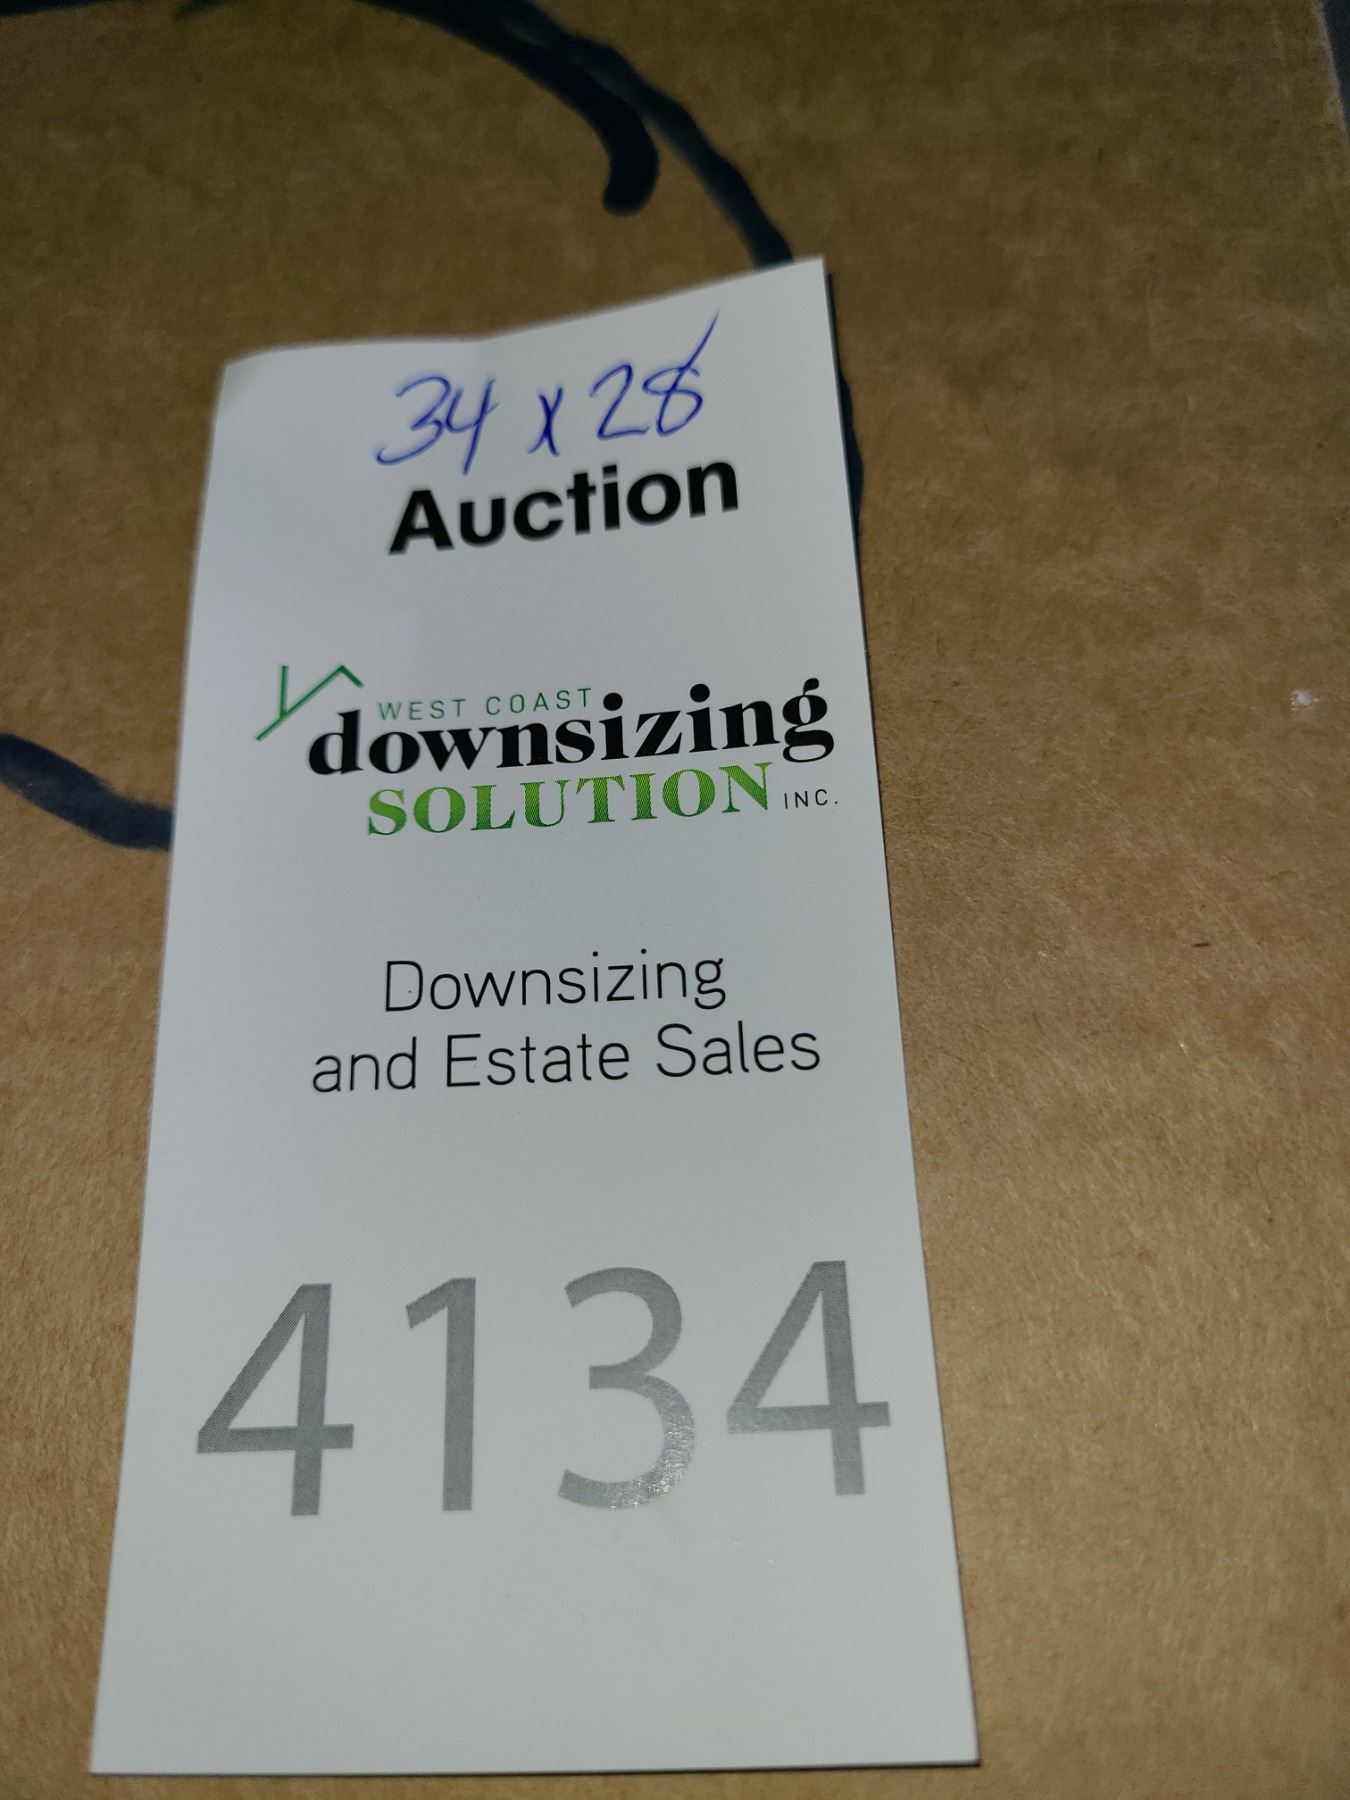 34 x 28
Auction
WEST COAST
downsizing
SOLUTION INC.
Downsizing
and Estate Sales
4134